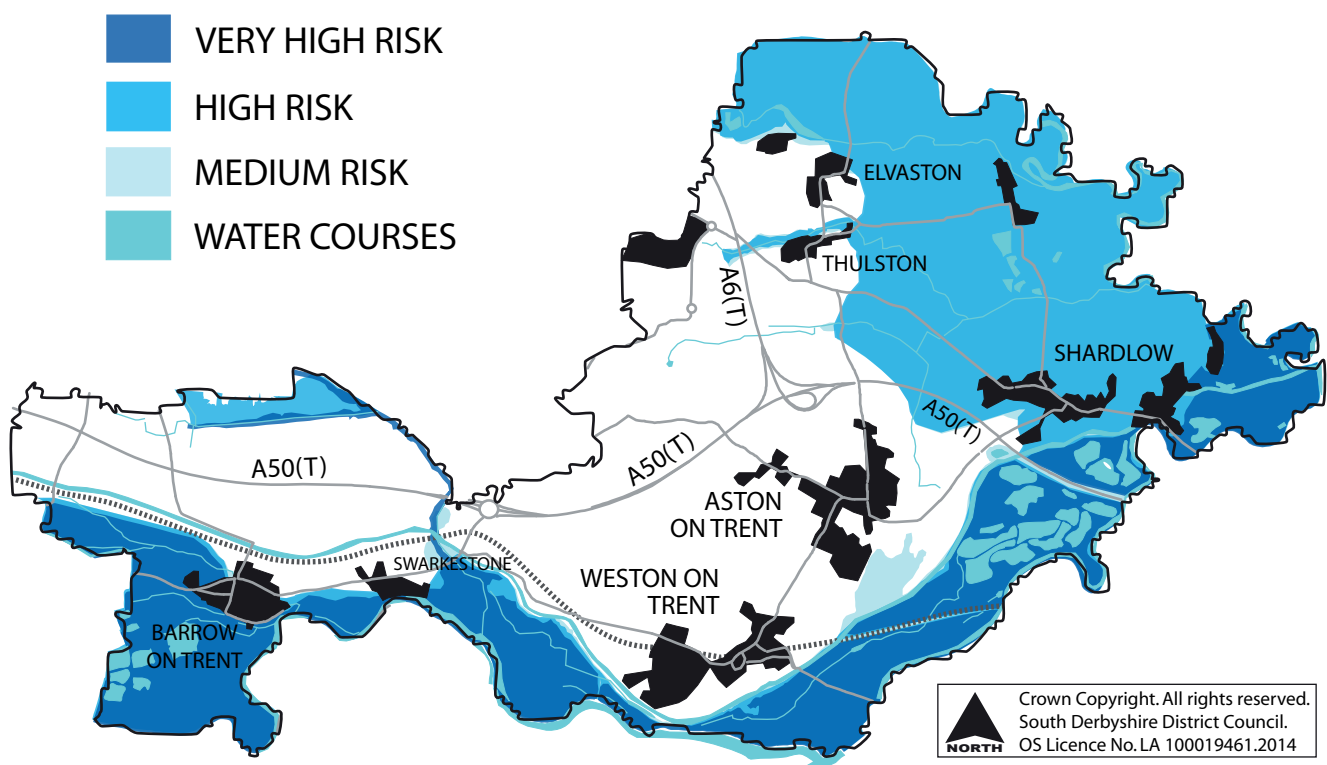 VERY HIGH RISK
HIGH RISK
MEDIUM RISK
WATER COURSES
ELVASTON
THULSTON
A6(T)
SHARDLOW
A50(T)
A50(T)
A50(T)
ASTON
ON TRENT
SWARKESTONE
WESTON ON
TRENT
BARROW
ON TRENT
NORTH
Crown Copyright. All rights reserved.
South Derbyshire District Council.
OS Licence No. LA 100019461.2014